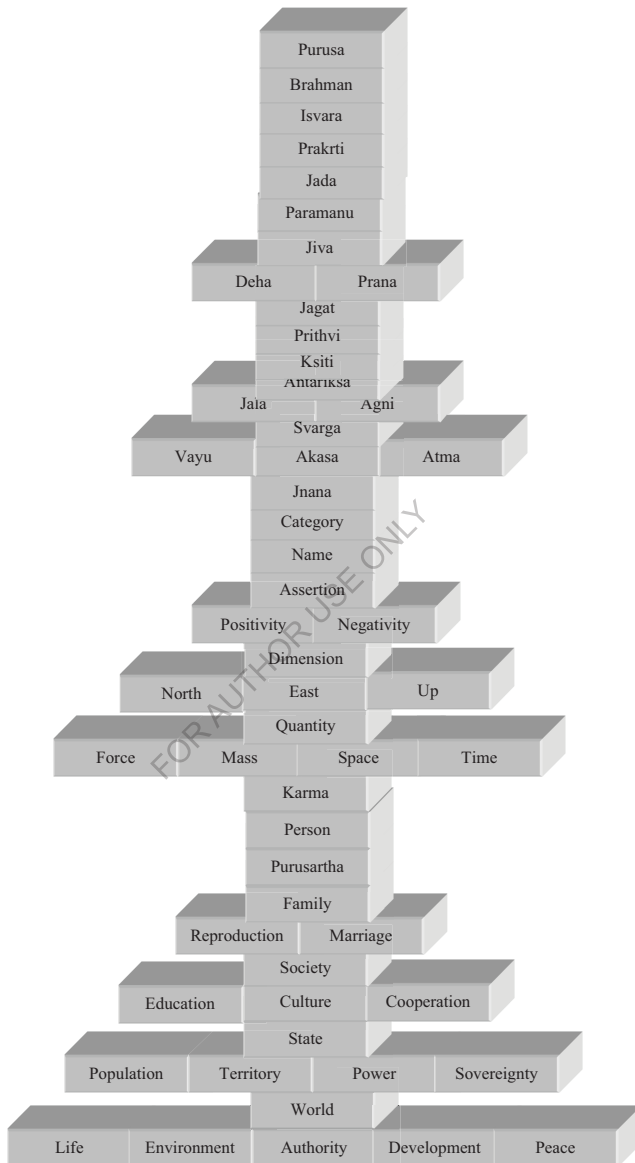 Purusa
Brahman
Isvara
Prakrti
Jada
Paramanu
Jiva
Deha Prana
Jagat
Prithvi
Ksiti
Antariksa
Jala Agni
Svarga
Vayu Akasa Atma
Jnana
Category
Name
Assertion
Positivity Negativity
Dimension
North East Up
Quantity
Force Mass Space Time
Karma
Person
Purusartha
Family
Reproduction Marriage
Society
Education Culture Cooperation
State
Population Territory Power Sovereignty
World
Life Environment Authority Development Peace
FOR AUTHOR USE ONLY